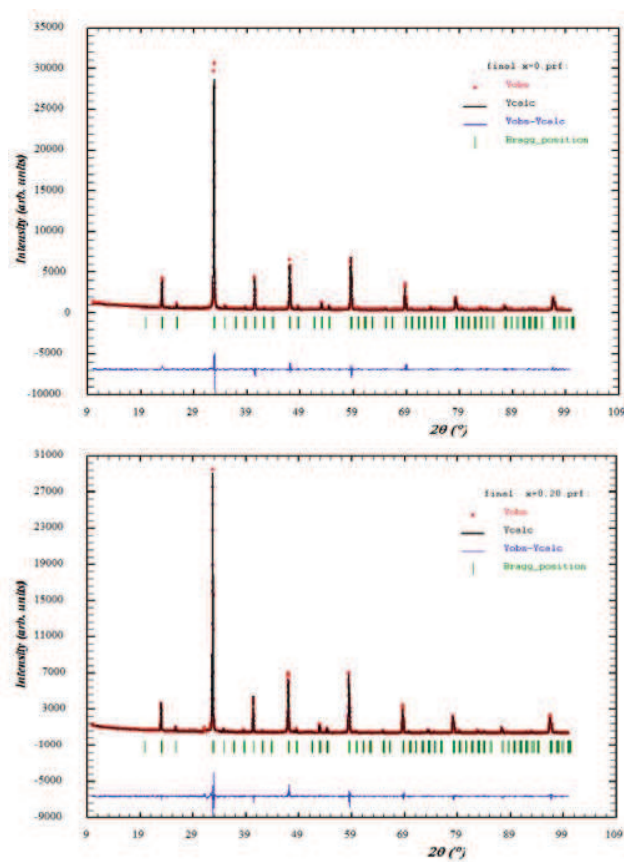 35000
30000
25000
20000
15000
10000
5000
0
-5000
-10000
Intensity (arb. units)
final x=0.prf:
Yobs
Ycalc
Yobs-Ycalc
Bragg_position
9 19 29 39 49 59 69 79 89 99 109
2θ (°)
31000
27000
23000
19000
15000
11000
7000
3000
-1000
-5000
-9000
Intensity (arb. units)
final x=0.20.prf:
Yobs
Ycalc
Yobs-Ycalc
Bragg_position
9 19 29 39 49 59 69 79 89 99 109
2θ (°)